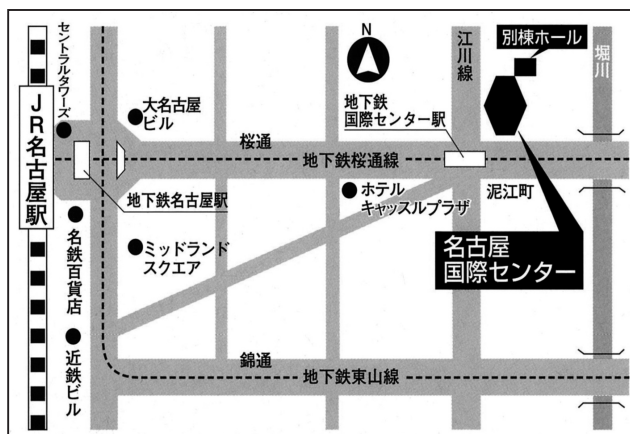 セントラルタワーズ
JR名古屋駅
大名古屋
ビル
地下鉄名古屋駅
名鉄百貨店
近鉄ビル
ミッドランド
スクエア
桜通
地下鉄桜通線
N
地下鉄
国際センター駅
江川線
別棟ホール
堀川
ホテル
キャッスルプラザ
泥江町
名古屋
国際センター
錦通
地下鉄東山線